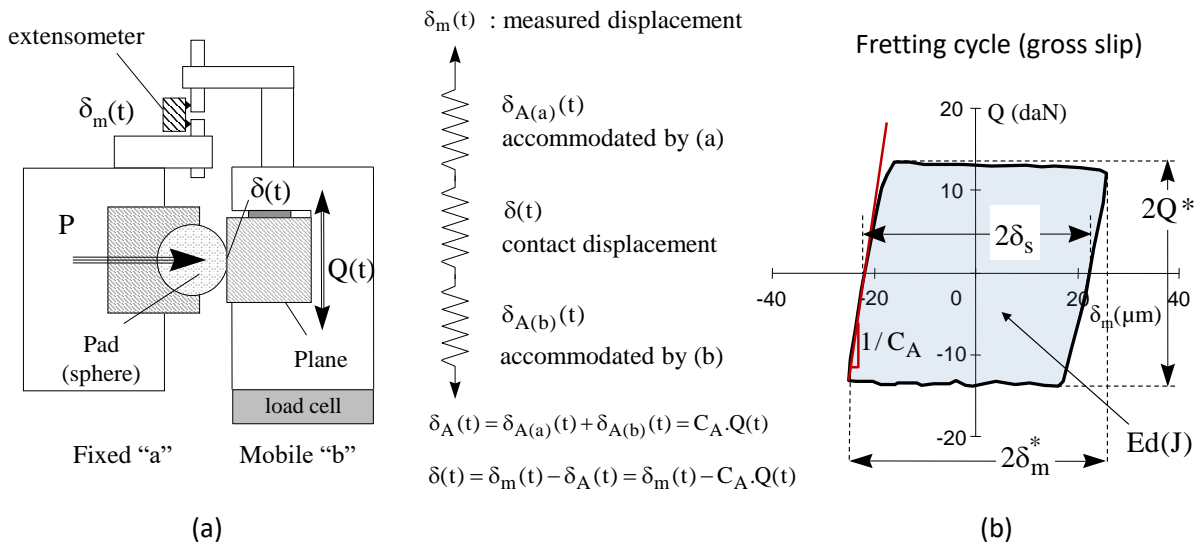 extensometer
δm(t)
P
δ(t)
Q(t)
Pad
(sphere)
Plane
load cell
Fixed “a”
Mobile “b”
(a)
δm(t) : measured displacement
δA(a)(t)
accommodated by (a)
δ(t)
contact displacement
δA(b)(t)
accommodated by (b)
δA(t) = δA(a)(t) + δA(b)(t) = CA.Q(t)
δ(t) = δm(t) − δA(t) = δm(t) − CA.Q(t)
Fretting cycle (gross slip)
20
Q (daN)
10
2Q*
2δs
-40
-20
0
20
40
δm(μm)
1/CA
-10
-20
Ed(J)
2δ*m
(b)